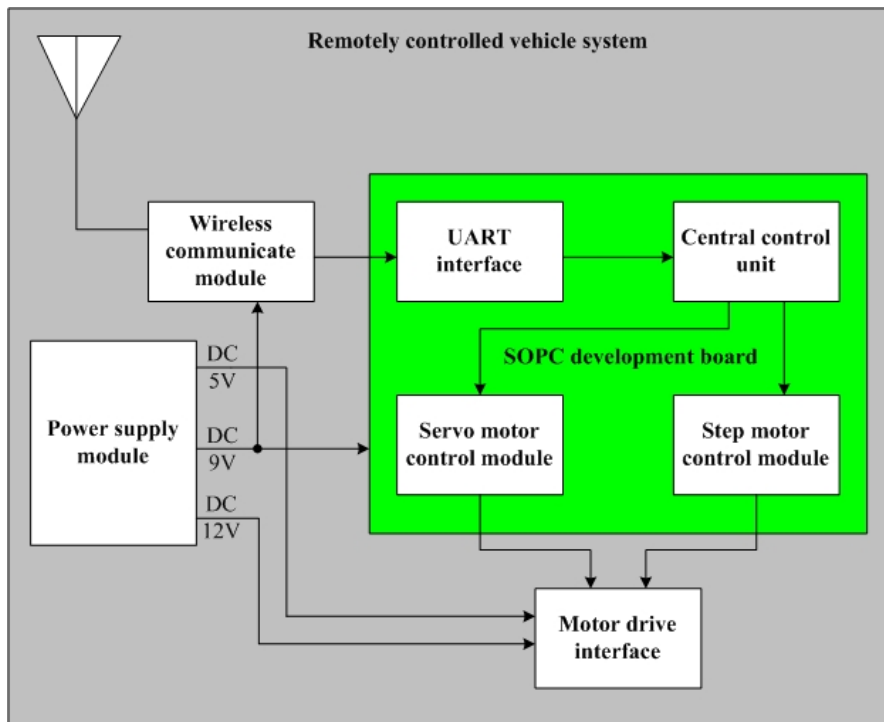 Remotely controlled vehicle system
Wireless
communicate
module
UART
interface
Central control
unit
SOPC development board
DC
5V
Power supply
module
DC
9V
DC
12V
Servo motor
control module
Step motor
control module
Motor drive
interface